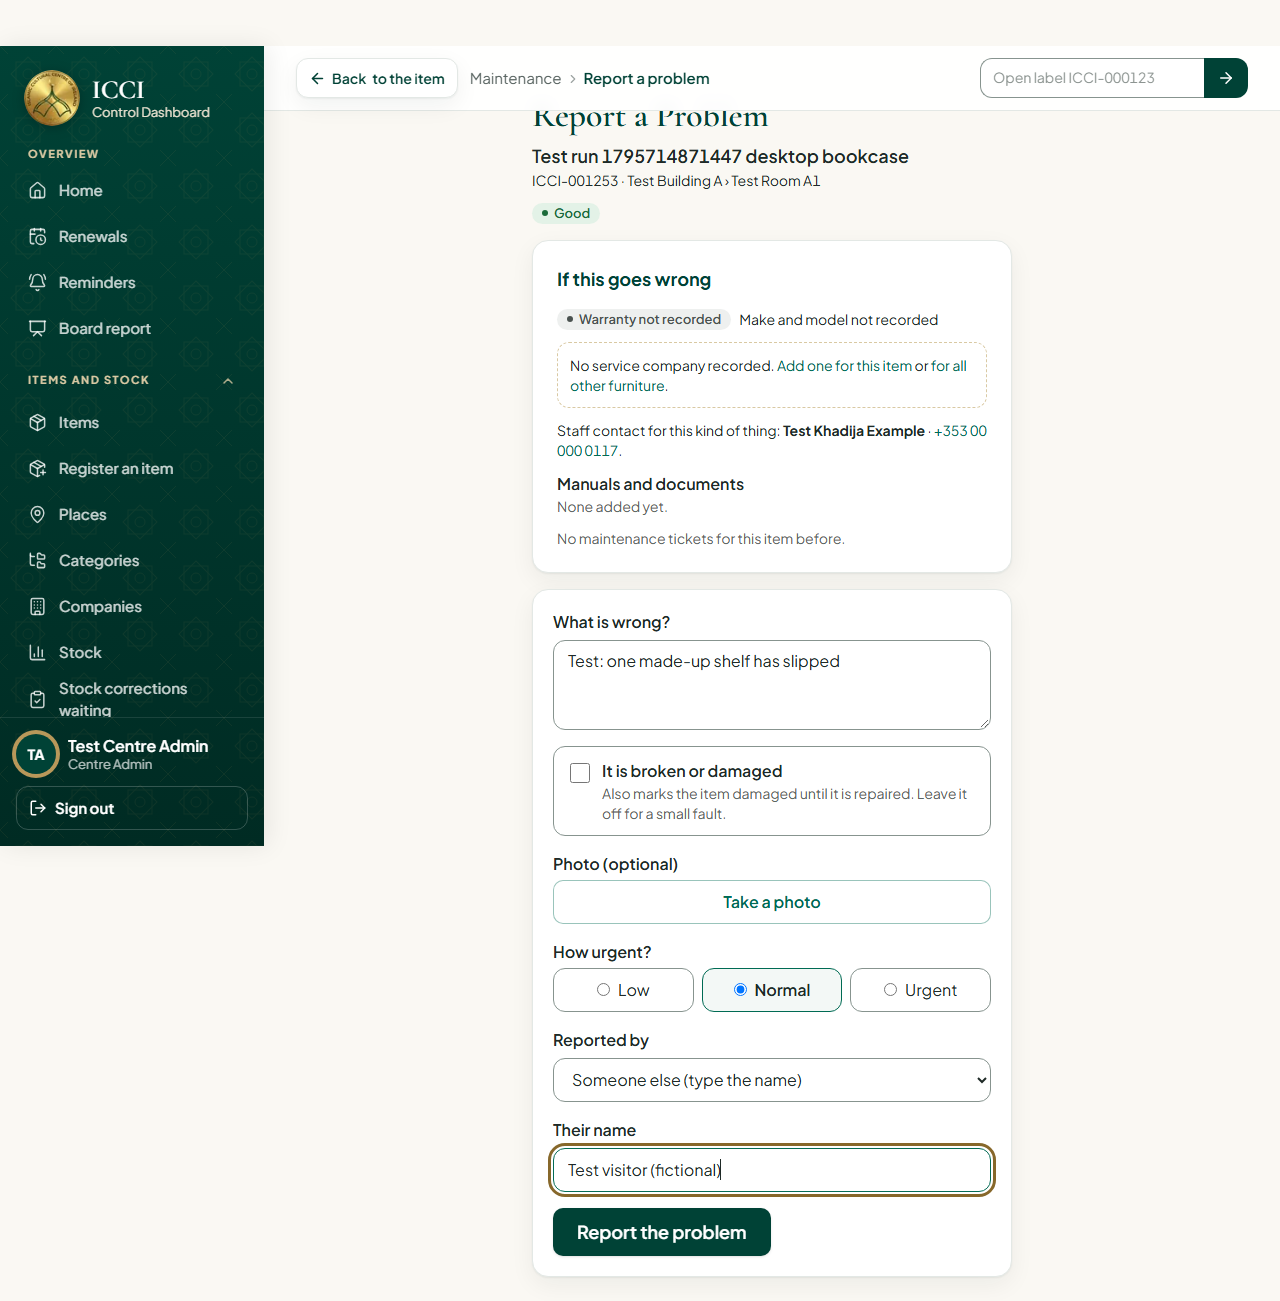 ICCI
Control Dashboard
OVERVIEW
Home
Renewals
Reminders
Board report
ITEMS AND STOCK
Items
Register an item
Places
Categories
Companies
Stock
Stock corrections
waiting
TA
Test Centre Admin
Centre Admin
Sign out
Back to the item
Maintenance > Report a problem
Open label ICCI-000123
Report a Problem
Test run 1795714871447 desktop bookcase
ICCI-001253 · Test Building A › Test Room A1
Good
If this goes wrong
Warranty not recorded
Make and model not recorded
No service company recorded. Add one for this item or for all
other furniture.
Staff contact for this kind of thing: Test Khadija Example · +353 00
000 0117.
Manuals and documents
None added yet.
No maintenance tickets for this item before.
What is wrong?
Test: one made-up shelf has slipped
It is broken or damaged
Also marks the item damaged until it is repaired. Leave it
off for a small fault.
Photo (optional)
Take a photo
How urgent?
Low
Normal
Urgent
Reported by
Someone else (type the name)
Their name
Test visitor (fictional)
Report the problem